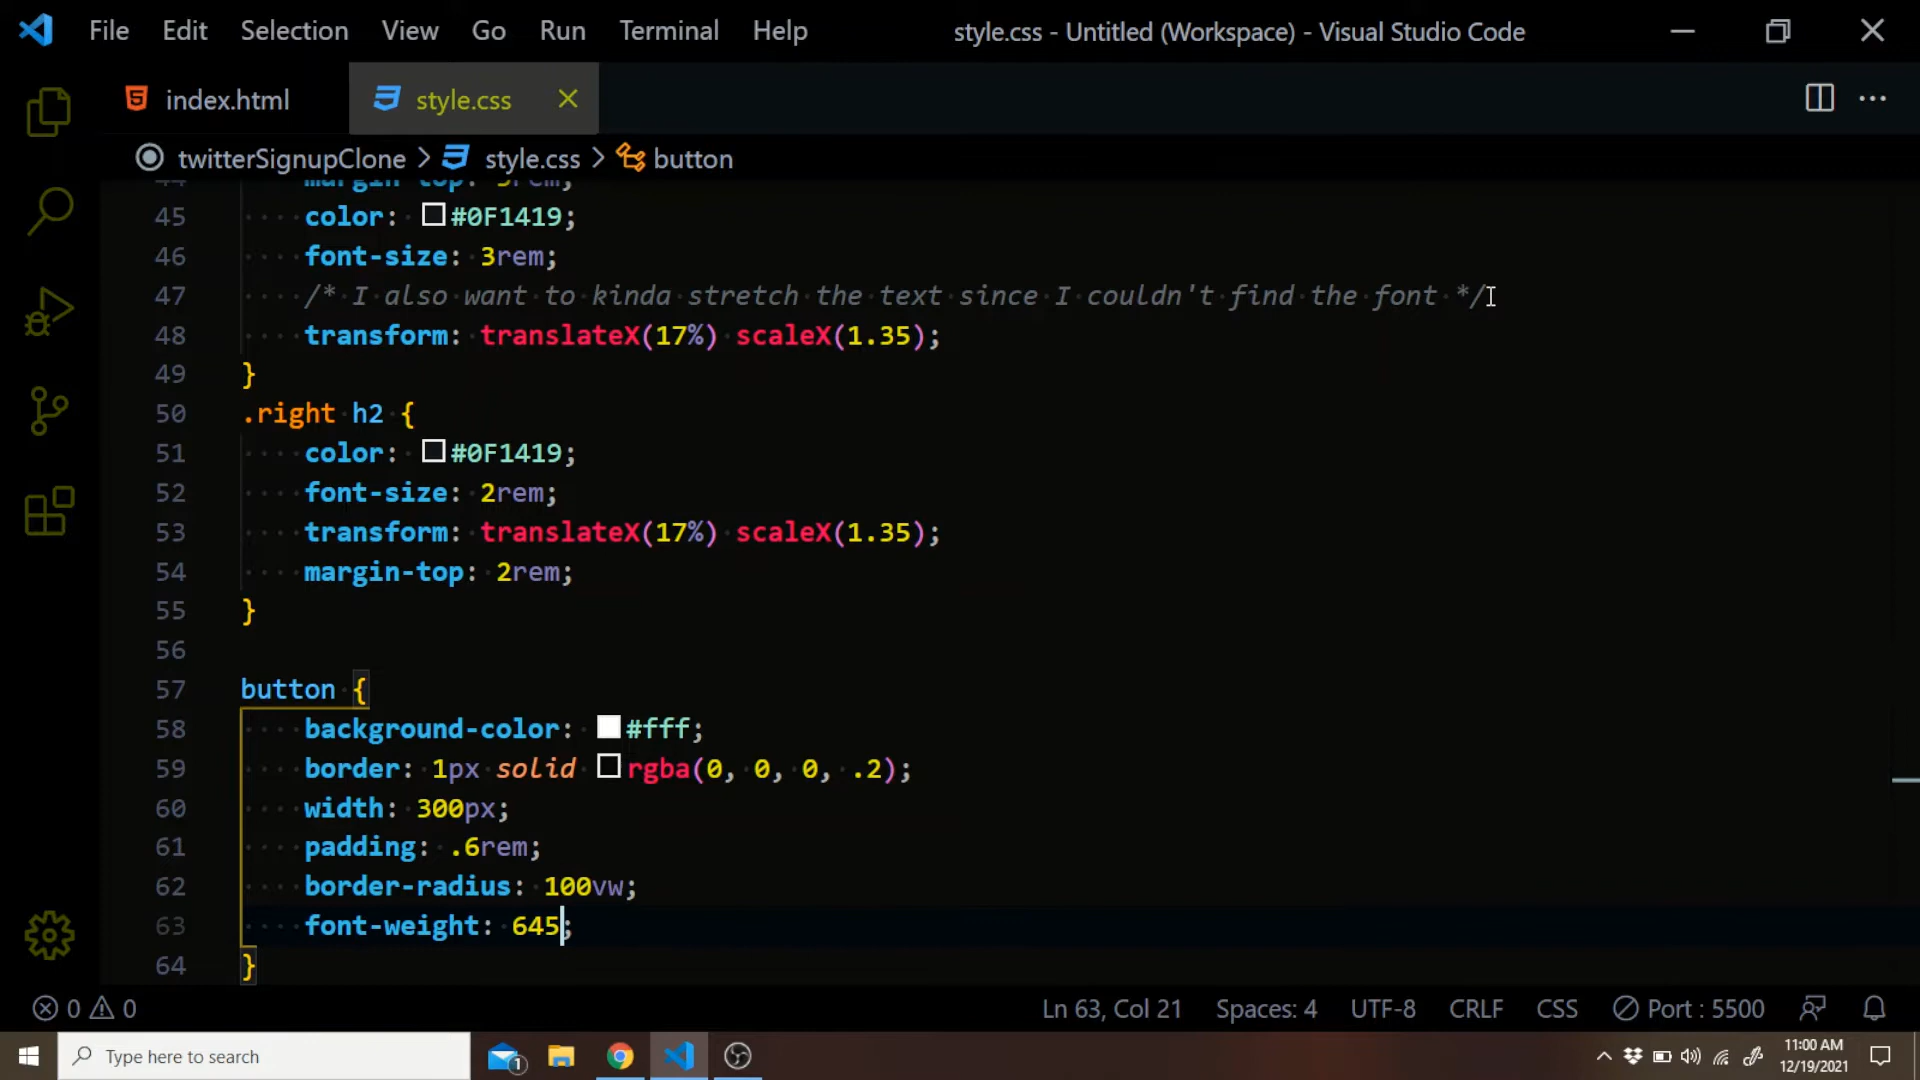 File Edit Selection View Go Run Terminal Help style.css - Untitled (Workspace) - Visual Studio Code
index.html style.css
twitterSignupClone > style.css > button
44 margin-top: 3rem;
45 color: #0F1419;
46 font-size: 3rem;
47 /* I also want to kinda stretch the text since I couldn't find the font */
48 transform: translateX(17%) scaleX(1.35);
49 }
50 .right h2 {
51 color: #0F1419;
52 font-size: 2rem;
53 transform: translateX(17%) scaleX(1.35);
54 margin-top: 2rem;
55 }
56
57 button {
58 background-color: #fff;
59 border: 1px solid rgba(0, 0, 0, .2);
60 width: 300px;
61 padding: .6rem;
62 border-radius: 100vw;
63 font-weight: 645;
64 }
0 0 Ln 63, Col 21 Spaces: 4 UTF-8 CRLF CSS Port : 5500
Type here to search 1 11:00 AM
12/19/2021